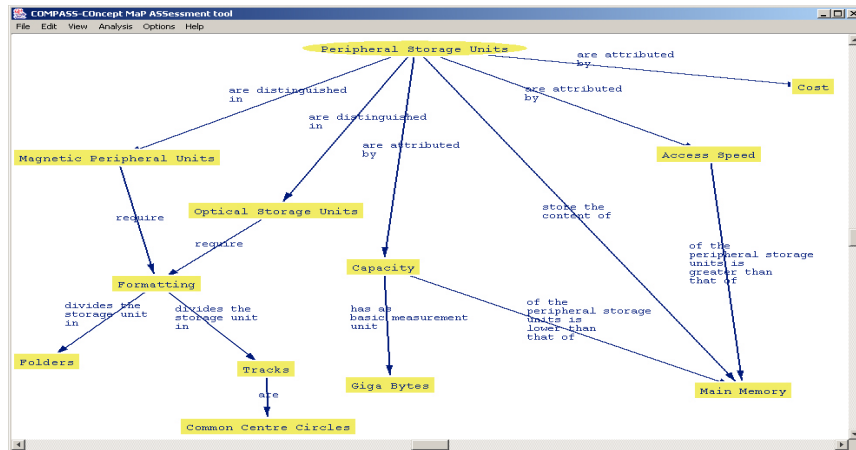 COMPASS-COncept MaP ASSessment tool
File Edit View Analysis Options Help
Peripheral Storage Units
are attributed
by
Cost
are distinguished
in
are attributed
by
are distinguished
in
are attributed
by
Magnetic Peripheral Units
Access Speed
Optical Storage Units
require
store the
content of
require
of the
peripheral storage
units is
greater than
that of
Capacity
Formatting
divides the
storage unit
in
divides the
storage unit
in
has as
basic measurement
unit
of the
peripheral storage
units is
lower than
that of
Folders
Tracks
Giga Bytes
Main Memory
are
Common Centre Circles